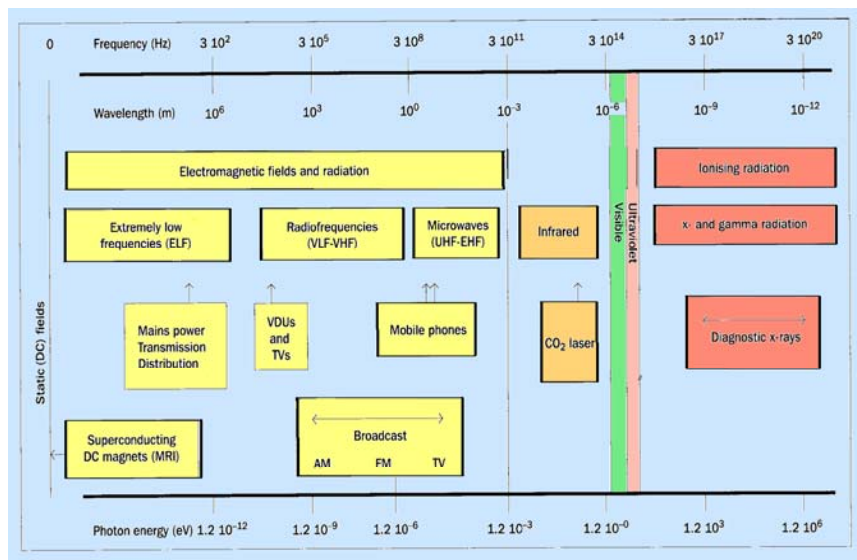 0 Frequency (Hz) 3 10² 3 10⁵ 3 10⁸ 3 10¹¹ 3 10¹⁴ 3 10¹⁷ 3 10²⁰
Wavelength (m) 10⁶ 10³ 10⁰ 10⁻³ 10⁻⁶ 10⁻⁹ 10⁻¹²
Electromagnetic fields and radiation
Ionising radiation
Extremely low
frequencies (ELF)
Radiofrequencies
(VLF-VHF)
Microwaves
(UHF-EHF)
Infrared
Visible
Ultraviolet
x- and gamma radiation
Static (DC) fields
Mains power
Transmission
Distribution
VDUs
and
TVs
Mobile phones
CO₂ laser
Diagnostic x-rays
Superconducting
DC magnets (MRI)
Broadcast
AM FM TV
Photon energy (eV) 1.2 10⁻¹² 1.2 10⁻⁹ 1.2 10⁻⁶ 1.2 10⁻³ 1.2 10⁻⁰ 1.2 10³ 1.2 10⁶